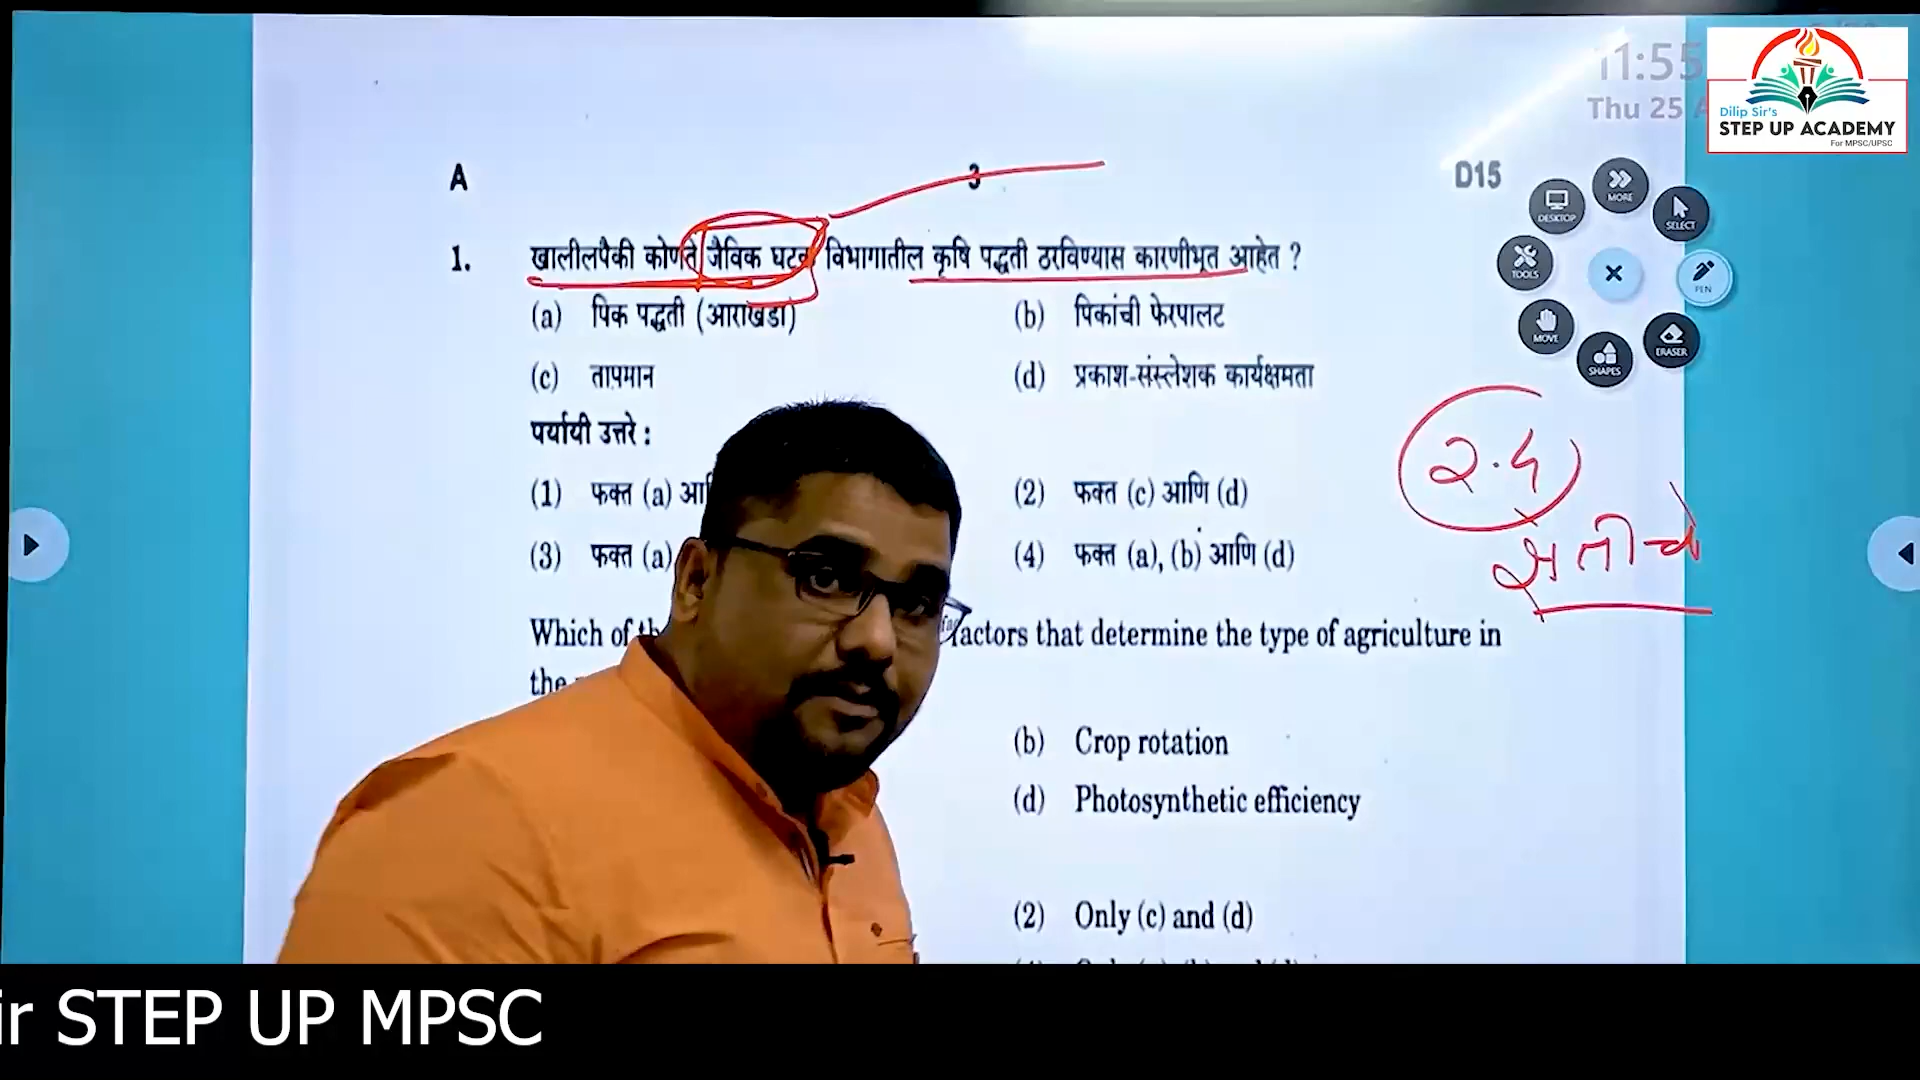 11:55
Thu 25
Dilip Sir's
STEP UP ACADEMY
For MPSC/UPSC
A 3 D15
DESKTOP
MORE
SELECT
TOOLS
PEN
MOVE
SHAPES
ERASER
1. खालीलपैकी कोणते जैविक घटक विभागातील कृषि पद्धती ठरविण्यास कारणीभूत आहेत ?
(a) पिक पद्धती (आराखडा) (b) पिकांची फेरपालट
(c) तापमान (d) प्रकाश-संस्लेशक कार्यक्षमता
पर्यायी उत्तरे :
(1) फक्त (a) (2) फक्त (c) आणि (d)
(3) फक्त (a) (4) फक्त (a), (b) आणि (d)
Which of factors that determine the type of agriculture in
the
(b) Crop rotation
(d) Photosynthetic efficiency
(2) Only (c) and (d)
STEP UP MPSC